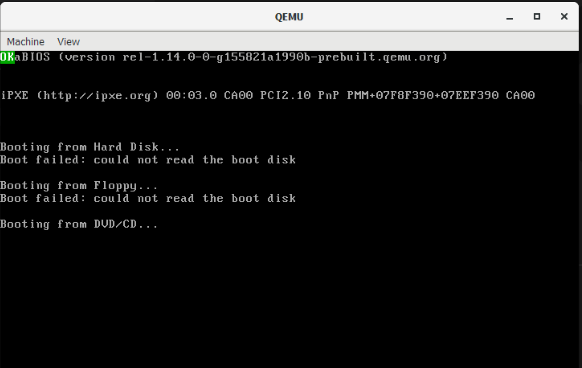 QEMU
Machine View
OKaBIOS (version rel-1.14.0-0-g155821a1990b-prebuilt.qemu.org)
iPXE (http://ipxe.org) 00:03.0 CA00 PCI2.10 PnP PMM+07F8F390+07EEF390 CA00
Booting from Hard Disk...
Boot failed: could not read the boot disk
Booting from Floppy...
Boot failed: could not read the boot disk
Booting from DVD/CD...